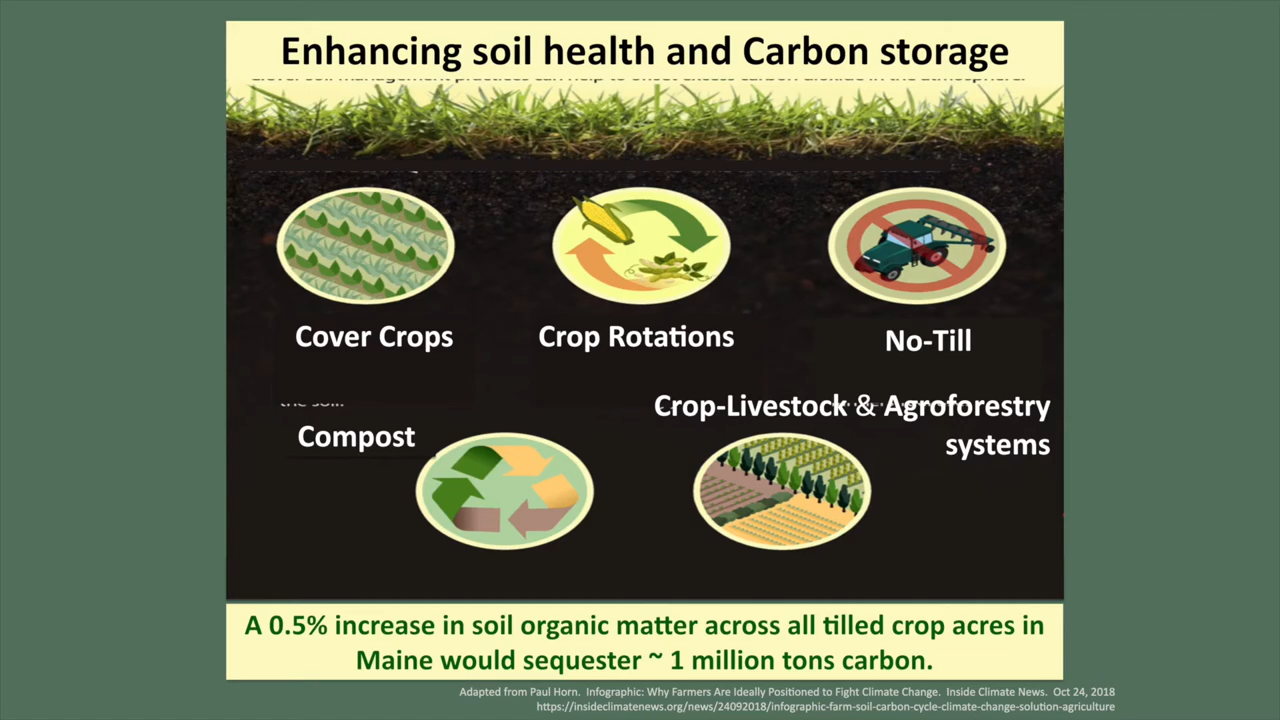 Enhancing soil health and Carbon storage
Cover Crops
Crop Rotations
No-Till
the soil.
Crop-Livestock & Agroforestry
systems
Compost
A 0.5% increase in soil organic matter across all tilled crop acres in
Maine would sequester ~ 1 million tons carbon.
Adapted from Paul Horn. Infographic: Why Farmers Are Ideally Positioned to Fight Climate Change. Inside Climate News. Oct 24, 2018
https://insideclimatenews.org/news/24092018/infographic-farm-soil-carbon-cycle-climate-change-solution-agriculture